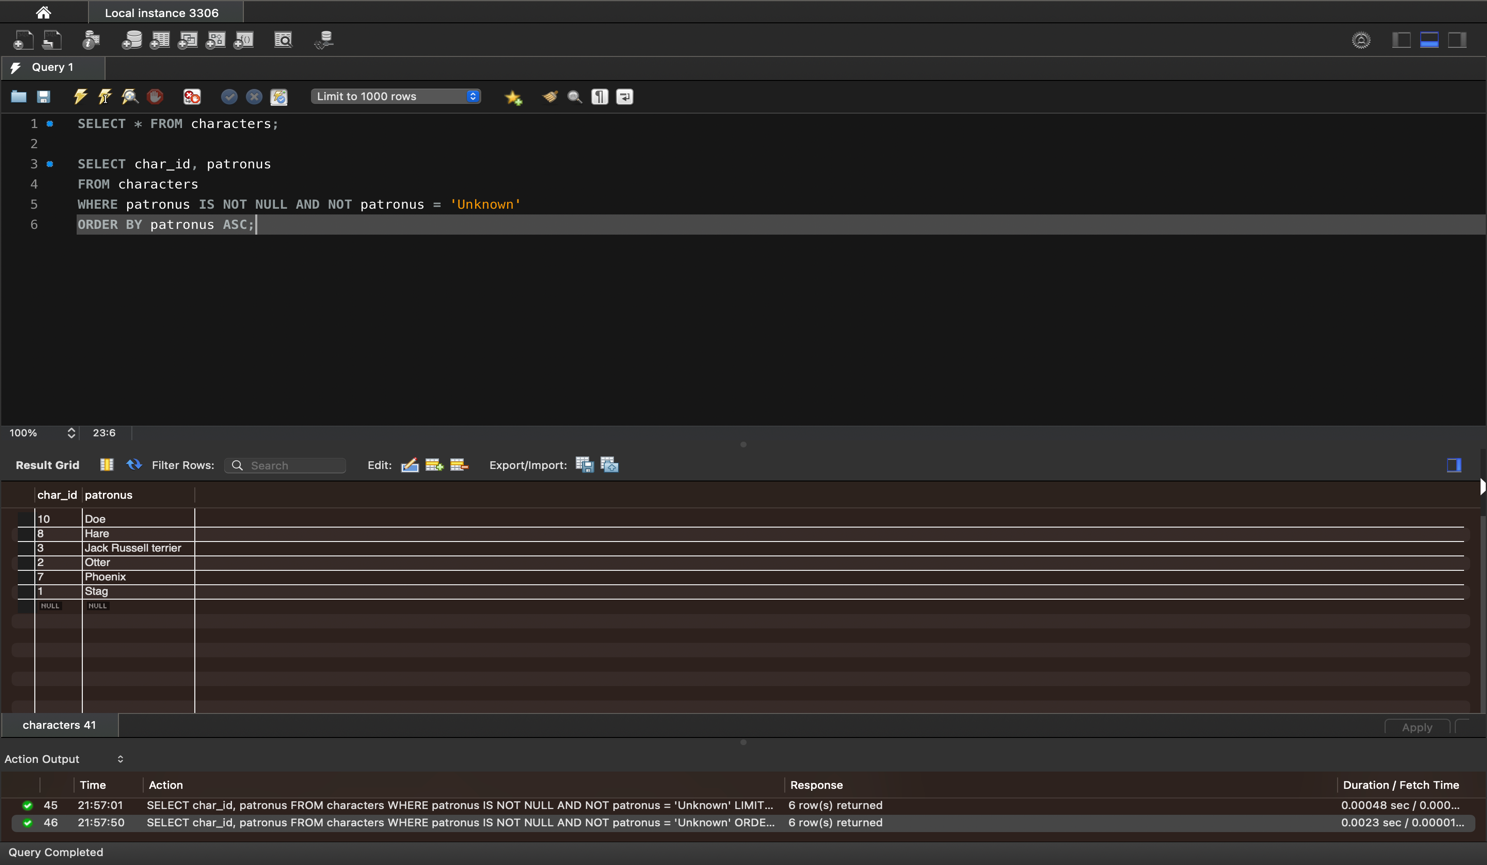 Local instance 3306
Query 1
Limit to 1000 rows
1 SELECT * FROM characters;
2
3 SELECT char_id, patronus
4 FROM characters
5 WHERE patronus IS NOT NULL AND NOT patronus = 'Unknown'
6 ORDER BY patronus ASC;
100% 23:6
Result Grid Filter Rows: Search Edit: Export/Import:
char_id patronus
10 Doe
8 Hare
3 Jack Russell terrier
2 Otter
7 Phoenix
1 Stag
NULL NULL
characters 41 Apply
Action Output
Time Action Response Duration / Fetch Time
45 21:57:01 SELECT char_id, patronus FROM characters WHERE patronus IS NOT NULL AND NOT patronus = 'Unknown' LIMIT... 6 row(s) returned 0.00048 sec / 0.000...
46 21:57:50 SELECT char_id, patronus FROM characters WHERE patronus IS NOT NULL AND NOT patronus = 'Unknown' ORDE... 6 row(s) returned 0.0023 sec / 0.00001...
Query Completed